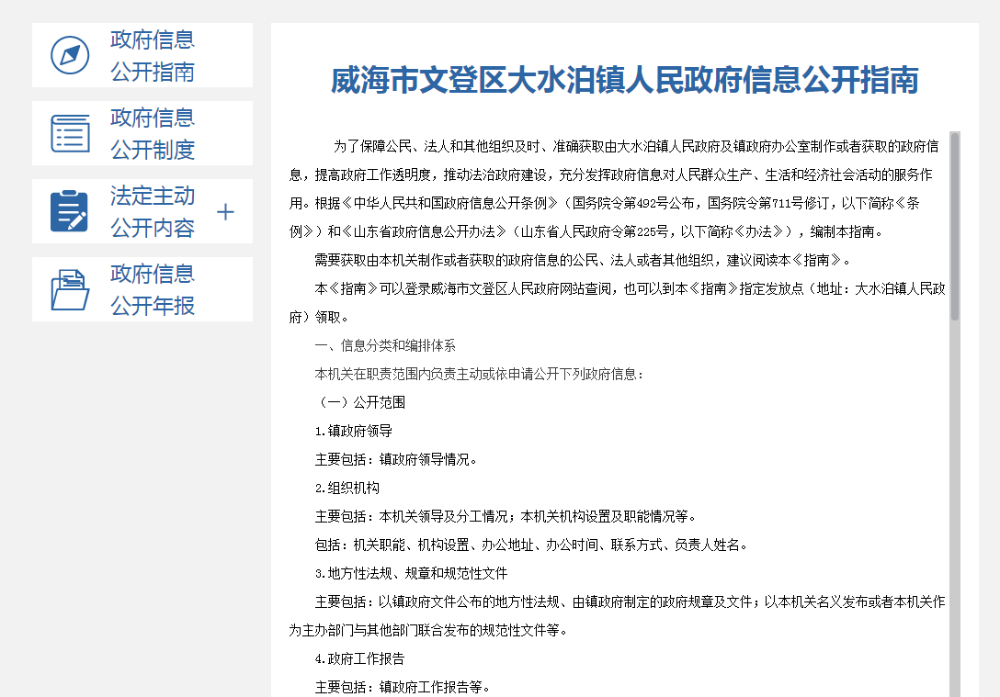 政府信息
公开指南
政府信息
公开制度
法定主动
公开内容
政府信息
公开年报
威海市文登区大水泊镇人民政府信息公开指南
为了保障公民、法人和其他组织及时、准确获取由大水泊镇人民政府及镇政府办公室制作或者获取的政府信
息，提高政府工作透明度，推动法治政府建设，充分发挥政府信息对人民群众生产、生活和经济社会活动的服务作
用。根据《中华人民共和国政府信息公开条例》（国务院令第492号公布，国务院令第711号修订，以下简称《条
例》）和《山东省政府信息公开办法》（山东省人民政府令第225号，以下简称《办法》），编制本指南。
需要获取由本机关制作或者获取的政府信息的公民、法人或者其他组织，建议阅读本《指南》。
本《指南》可以登录威海市文登区人民政府网站查阅，也可以到本《指南》指定发放点（地址：大水泊镇人民政
府）领取。
一、信息分类和编排体系
本机关在职责范围内负责主动或依申请公开下列政府信息：
（一）公开范围
1.镇政府领导
主要包括：镇政府领导情况。
2.组织机构
主要包括：本机关领导及分工情况；本机关机构设置及职能情况等。
包括：机关职能、机构设置、办公地址、办公时间、联系方式、负责人姓名。
3.地方性法规、规章和规范性文件
主要包括：以镇政府文件公布的地方性法规、由镇政府制定的政府规章及文件；以本机关名义发布或者本机关作
为主办部门与其他部门联合发布的规范性文件等。
4.政府工作报告
主要包括：镇政府工作报告等。